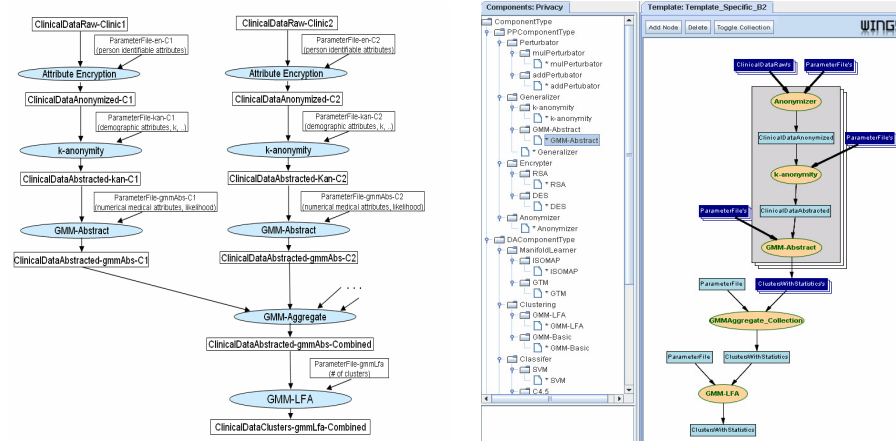 ClinicalDataRaw-Clinic1
ParameterFile-en-C1
(person identifiable attributes)
Attribute Encryption
ClinicalDataAnonymized-C1
ParameterFile-kan-C1
(demographic attributes, k, ..)
k-anonymity
ClinicalDataAbstracted-kan-C1
ParameterFile-gmmAbs-C1
(numerical medical attributes, likelihood)
GMM-Abstract
ClinicalDataAbstracted-gmmAbs-C1
ClinicalDataRaw-Clinic2
ParameterFile-en-C2
(person identifiable attributes)
Attribute Encryption
ClinicalDataAnonymized-C2
ParameterFile-kan-C2
(demographic attributes, k, ..)
k-anonymity
ClinicalDataAbstracted-Kan-C2
ParameterFile-gmmAbs-C2
(numerical medical attributes, likelihood)
GMM-Abstract
ClinicalDataAbstracted-gmmAbs-C2
. . .
GMM-Aggregate
ClinicalDataAbstracted-gmmAbs-Combined
ParameterFile-gmmLfa
(# of clusters)
GMM-LFA
ClinicalDataClusters-gmmLfa-Combined
Components: Privacy
ComponentType
PPComponentType
Perturbator
mulPerturbator
* mulPerturbator
addPerturbator
* addPerturbator
Generalizer
k-anonymity
* k-anonymity
GMM-Abstract
* GMM-Abstract
* Generalizer
Encrypter
RSA
* RSA
DES
* DES
Anonymizer
* Anonymizer
DAComponentType
ManifoldLearner
ISOMAP
* ISOMAP
GTM
* GTM
Clustering
GMM-LFA
* GMM-LFA
GMM-Basic
* GMM-Basic
Classifer
SVM
* SVM
C4.5
Template: Template_Specific_B2
Add Node
Delete
Toggle Collection
WING
ClinicalDataRaw's
ParameterFile's
Anonymizer
ClinicalDataAnonymized
ParameterFile's
k-anonymity
ParameterFile's
ClinicalDataAbstracted
GMM-Abstract
ParameterFile
ClustersWithStatistics's
GMMAggregate_Collection
ParameterFile
ClustersWithStatistics
GMM-LFA
ClustersWithStatistics